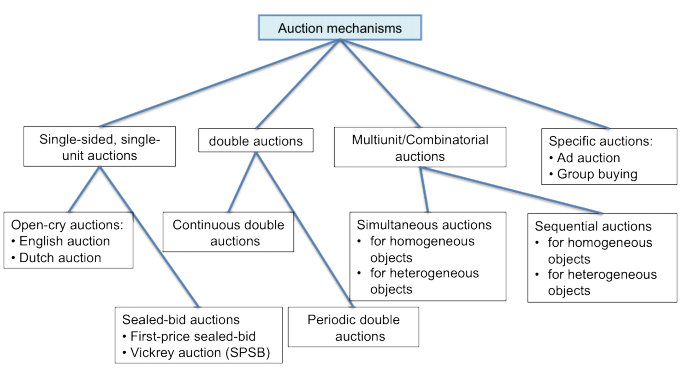 Auction mechanisms
Single-sided, single-
unit auctions
double auctions
Multiunit/Combinatorial
auctions
Specific auctions:
• Ad auction
• Group buying
Open-cry auctions:
• English auction
• Dutch auction
Continuous double
auctions
Simultaneous auctions
• for homogeneous
objects
• for heterogeneous
objects
Sequential auctions
• for homogeneous
objects
• for heterogeneous
objects
Sealed-bid auctions
• First-price sealed-bid
• Vickrey auction (SPSB)
Periodic double
auctions